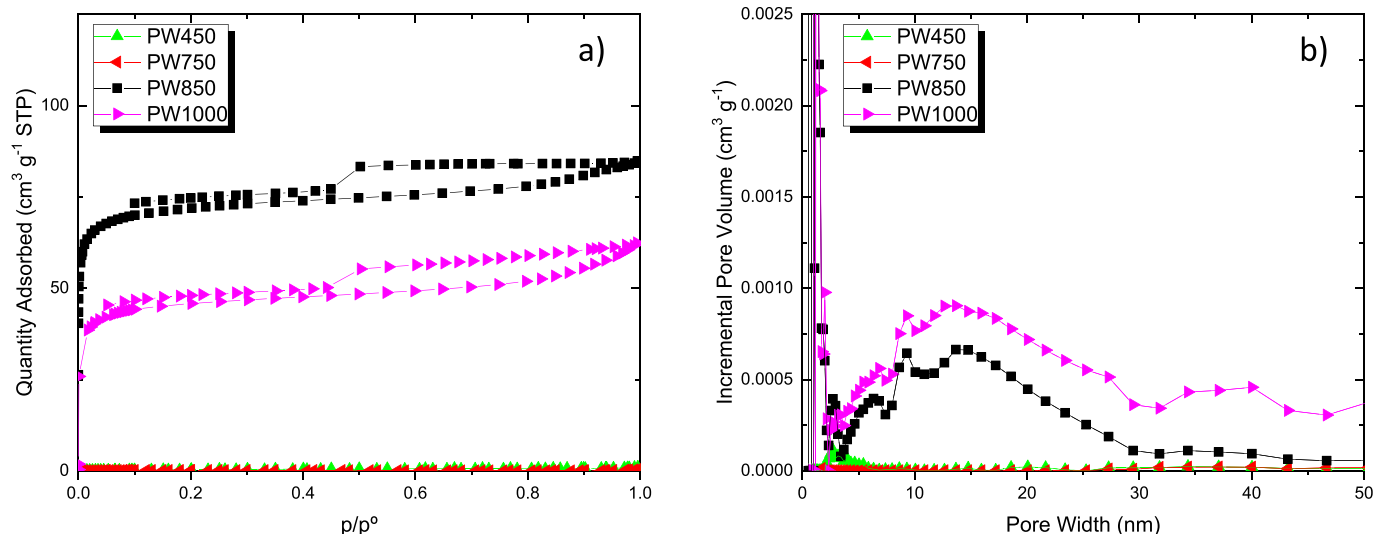 a)
PW450
PW750
PW850
PW1000
Quantity Adsorbed (cm³ g⁻¹ STP)
100
50
0
0.0 0.2 0.4 0.6 0.8 1.0
p/pº
b)
PW450
PW750
PW850
PW1000
Incremental Pore Volume (cm³ g⁻¹)
0.0025
0.0020
0.0015
0.0010
0.0005
0.0000
0 10 20 30 40 50
Pore Width (nm)